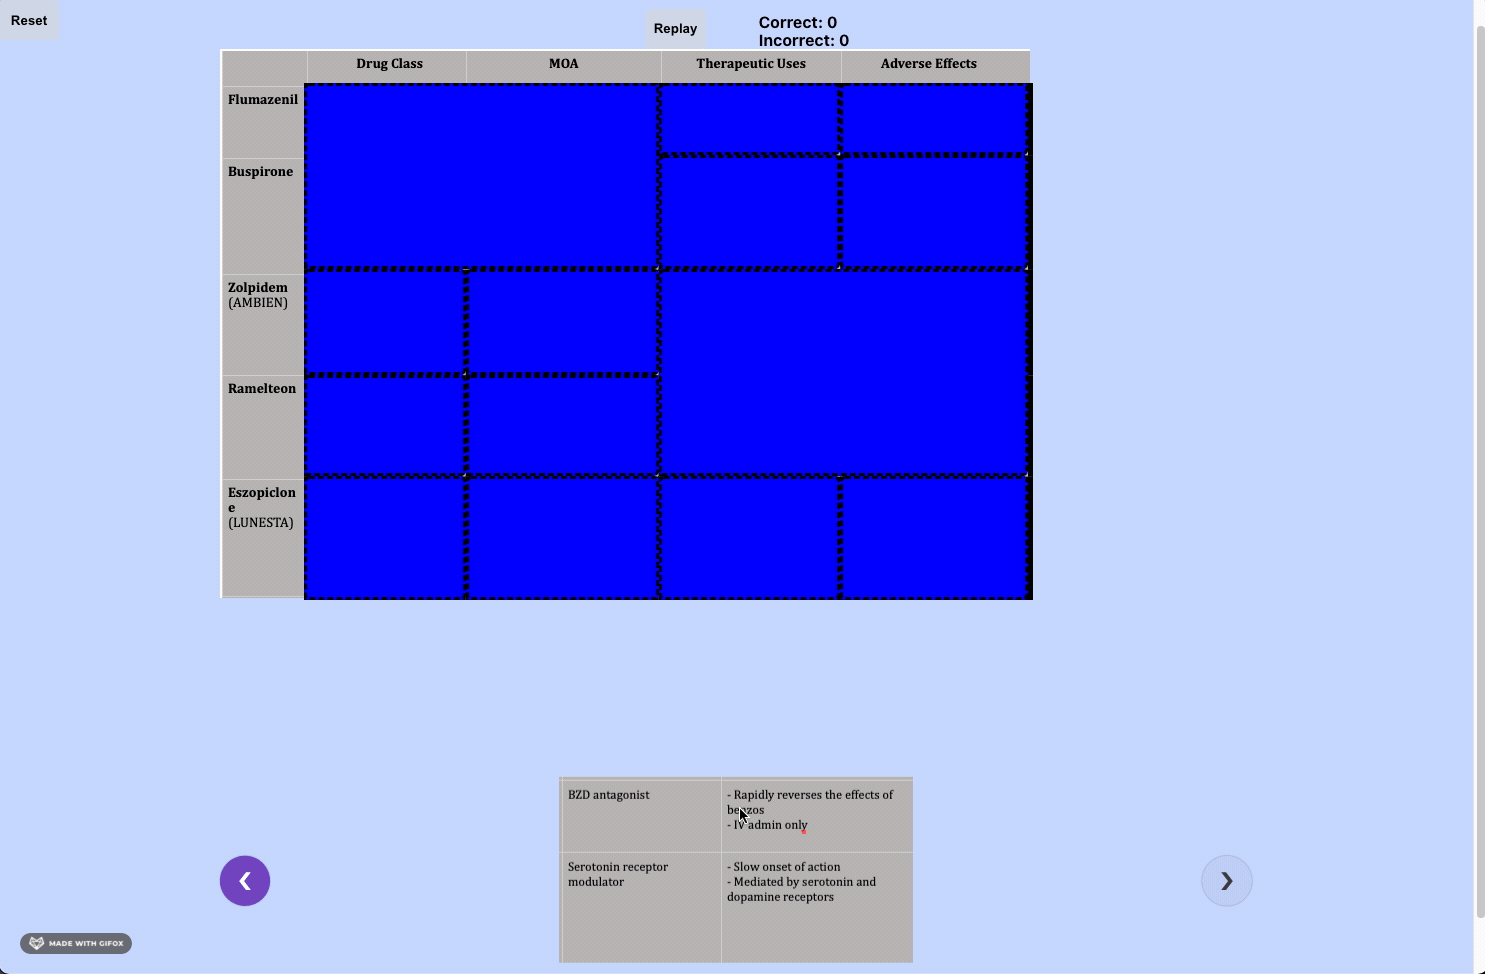 Reset
Replay
Correct: 0
Incorrect: 0
Drug Class MOA Therapeutic Uses Adverse Effects
Flumazenil
Buspirone
Zolpidem
(AMBIEN)
Ramelteon
Eszopiclon
e
(LUNESTA)
BZD antagonist
- Rapidly reverses the effects of
benzos
- IV admin only
Serotonin receptor
modulator
- Slow onset of action
- Mediated by serotonin and
dopamine receptors
MADE WITH GIFOX